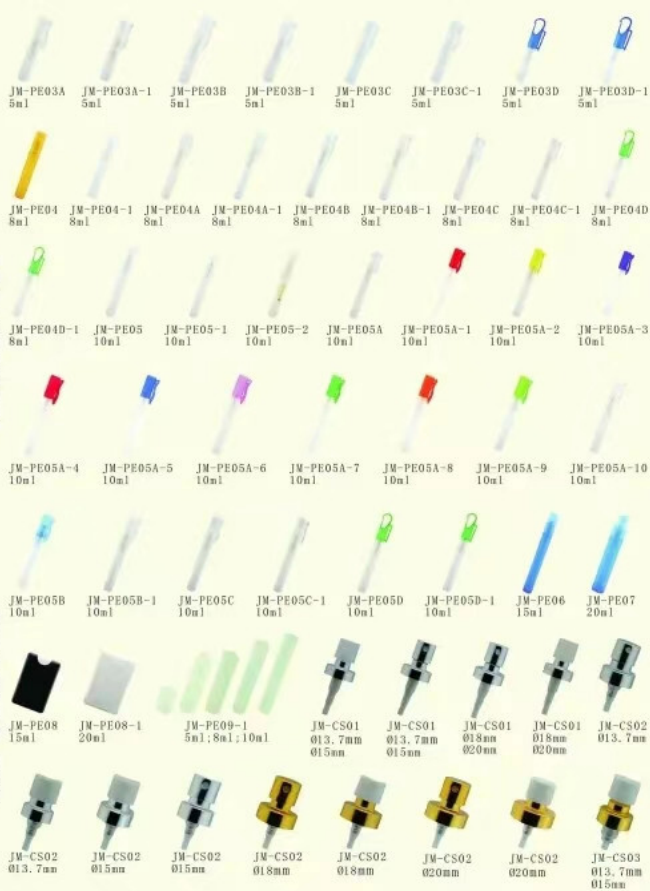 JM-PE03A JM-PE03A-1 JM-PE03B JM-PE03B-1 JM-PE03C JM-PE03C-1 JM-PE03D JM-PE03D-1
5ml 5ml 5ml 5ml 5ml 5ml 5ml 5ml
JM-PE04 JM-PE04-1 JM-PE04A JM-PE04A-1 JM-PE04B JM-PE04B-1 JM-PE04C JM-PE04C-1 JM-PE04D
8ml 8ml 8ml 8ml 8ml 8ml 8ml 8ml 8ml
JM-PE04D-1 JM-PE05 JM-PE05-1 JM-PE05-2 JM-PE05A JM-PE05A-1 JM-PE05A-2 JM-PE05A-3
8ml 10ml 10ml 10ml 10ml 10ml 10ml 10ml
JM-PE05A-4 JM-PE05A-5 JM-PE05A-6 JM-PE05A-7 JM-PE05A-8 JM-PE05A-9 JM-PE05A-10
10ml 10ml 10ml 10ml 10ml 10ml 10ml
JM-PE05B JM-PE05B-1 JM-PE05C JM-PE05C-1 JM-PE05D JM-PE05D-1 JM-PE06 JM-PE07
10ml 10ml 10ml 10ml 10ml 10ml 15ml 20ml
JM-PE08 JM-PE08-1 JM-PE09-1 JM-CS01 JM-CS01 JM-CS01 JM-CS01 JM-CS02
15ml 20ml 5ml;8ml;10ml Ø13.7mm Ø13.7mm Ø18mm Ø18mm Ø13.7mm
Ø15mm Ø15mm Ø20mm Ø20mm
JM-CS02 JM-CS02 JM-CS02 JM-CS02 JM-CS02 JM-CS02 JM-CS02 JM-CS03
Ø13.7mm Ø15mm Ø15mm Ø18mm Ø18mm Ø20mm Ø20mm Ø13.7mm
Ø15mm